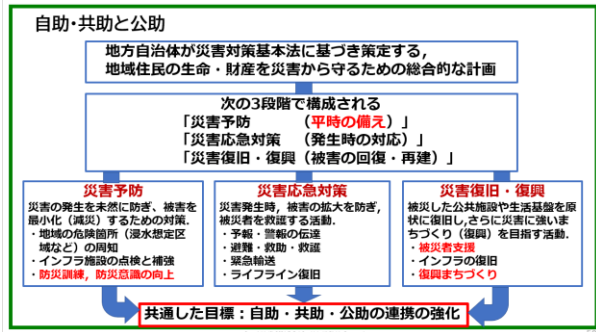 自助・共助と公助
地方自治体が災害対策基本法に基づき策定する,
地域住民の生命・財産を災害から守るための総合的な計画
次の3段階で構成される
「災害予防　　　（平時の備え）」
「災害応急対策　（発生時の対応）」
「災害復旧・復興（被害の回復・再建）」
災害予防
災害の発生を未然に防ぎ、被害を
最小化（減災）するための対策.
・地域の危険箇所（浸水想定区
域など）の周知
・インフラ施設の点検と補強
・防災訓練，防災意識の向上
災害応急対策
災害発生時，被害の拡大を防ぎ，
被災者を救護する活動.
・予報・警報の伝達
・避難・救助・救護
・緊急輸送
・ライフライン復旧
災害復旧・復興
被災した公共施設や生活基盤を原
状に復旧し,さらに災害に強いま
ちづくり（復興）を目指す活動.
・被災者支援
・インフラの復旧
・復興まちづくり
共通した目標：自助・共助・公助の連携の強化